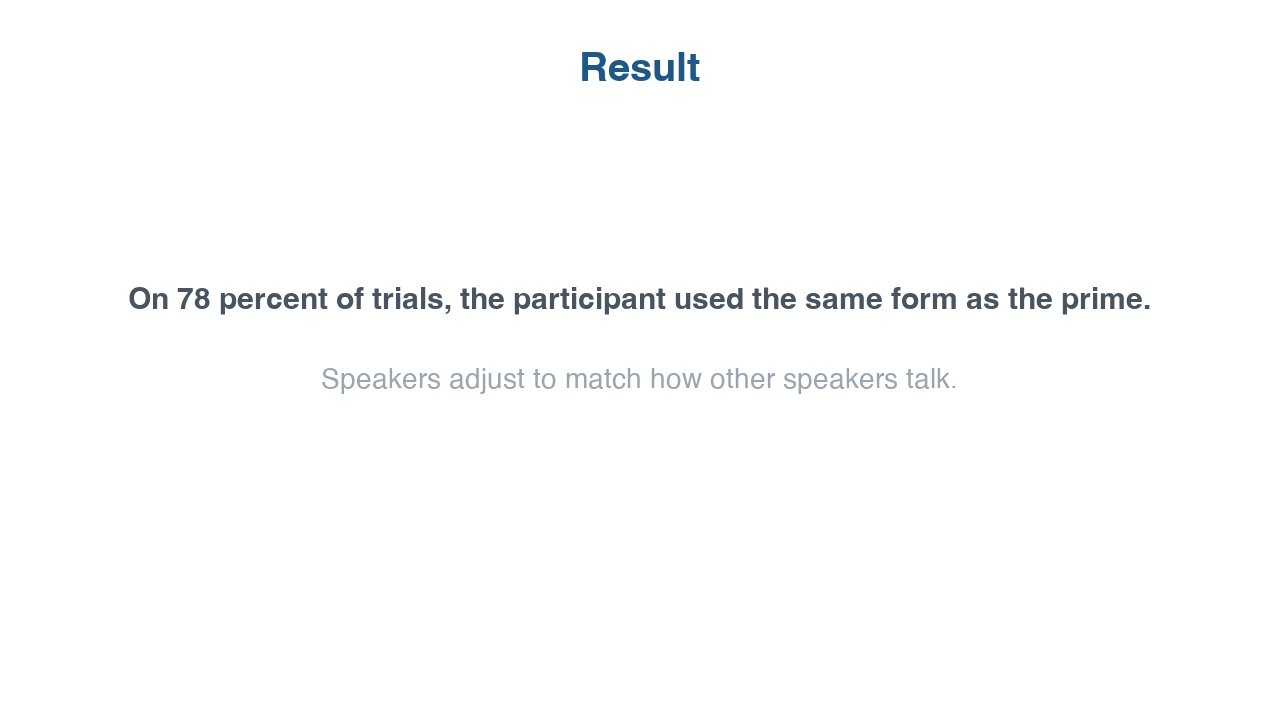 Result
On 78 percent of trials, the participant used the same form as the prime.
Speakers adjust to match how other speakers talk.